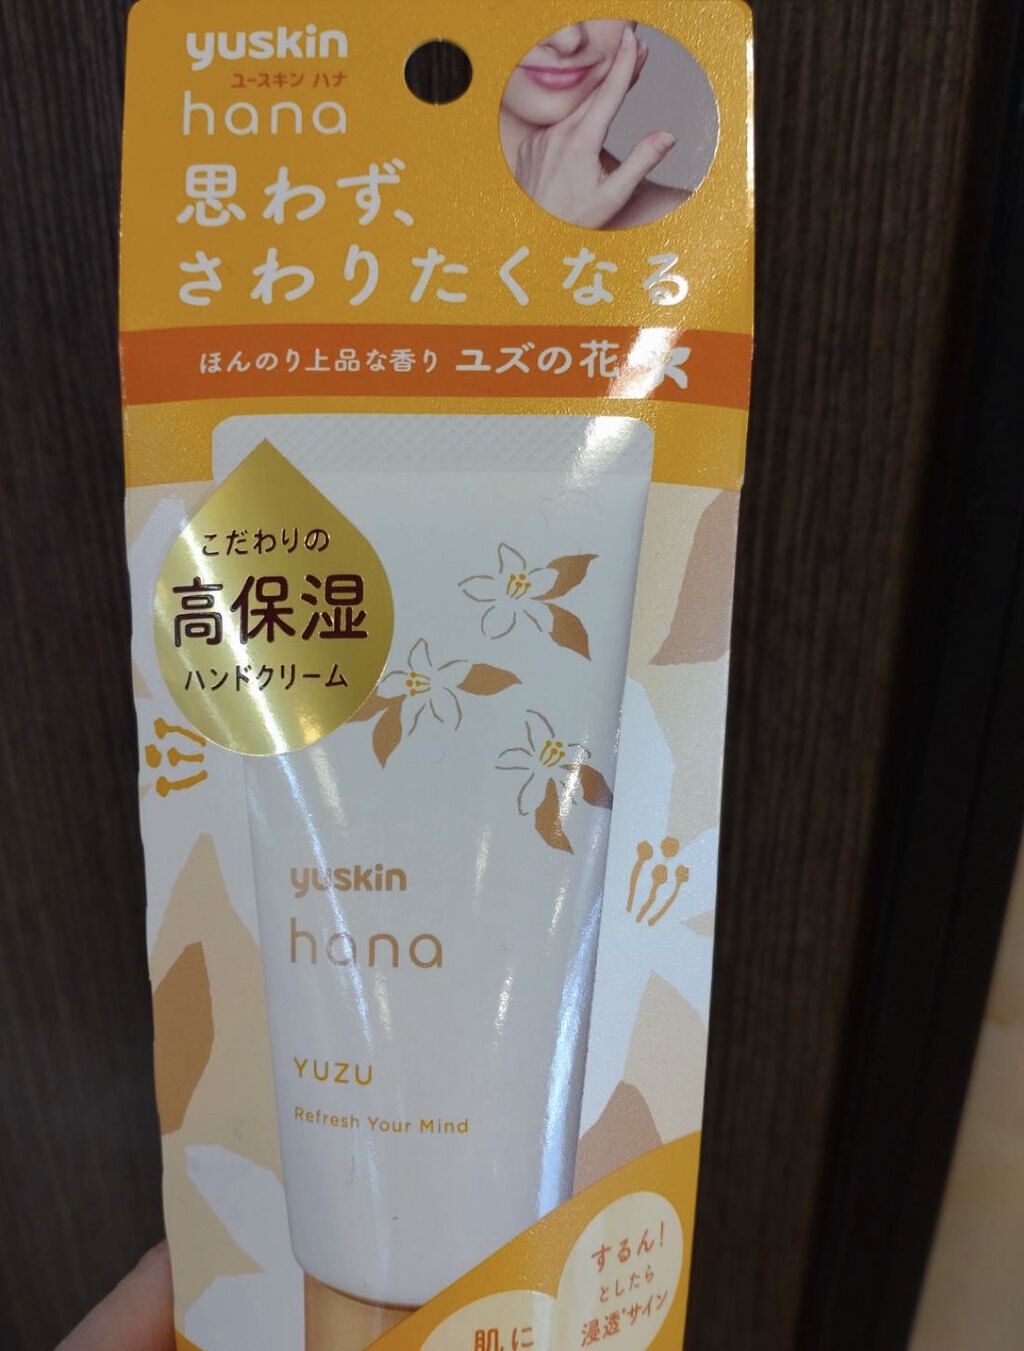 yuskin
ユースキン ハナ
hana
思わず、
さわりたくなる
ほんのり上品な香り ユズの花
こだわりの
高保湿
ハンドクリーム
yuskin
hana
YUZU
Refresh Your Mind
するん!
としたら
浸透*サイン
肌に